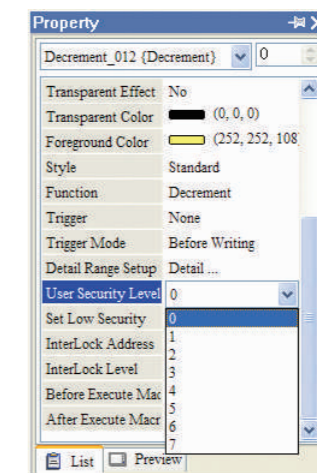 Property
Decrement_012 {Decrement} 0
Transparent Effect No
Transparent Color (0, 0, 0)
Foreground Color (252, 252, 108
Style Standard
Function Decrement
Trigger None
Trigger Mode Before Writing
Detail Range Setup Detail ...
User Security Level 0
Set Low Security 0
1
InterLock Address 2
InterLock Level 3
4
Before Execute Mac 5
After Execute Macr 6
7
List Preview